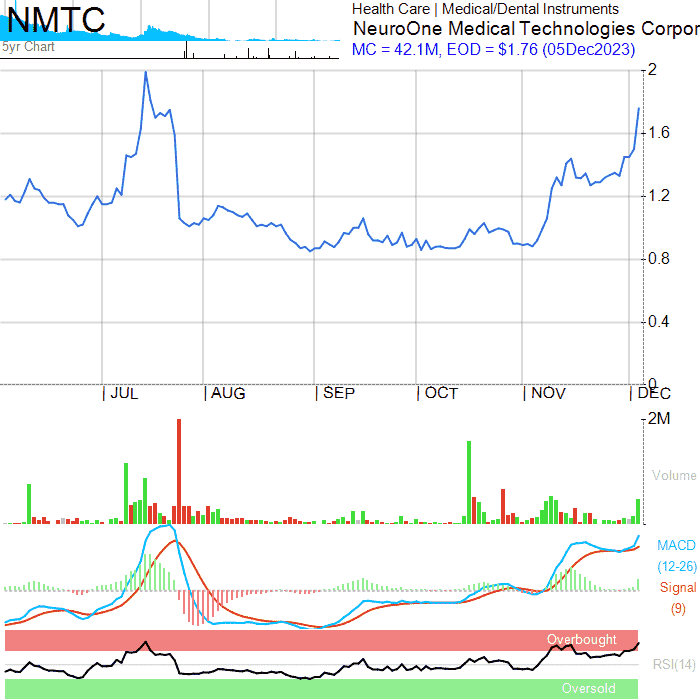 NMTC
5yr Chart
Health Care | Medical/Dental Instruments
NeuroOne Medical Technologies Corpor
MC = 42.1M, EOD = $1.76 (05Dec2023)
2
1.6
1.2
0.8
0.4
0
| JUL | AUG | SEP | OCT | NOV | DEC
2M
Volume
MACD
(12-26)
Signal
(9)
Overbought
RSI(14)
Oversold